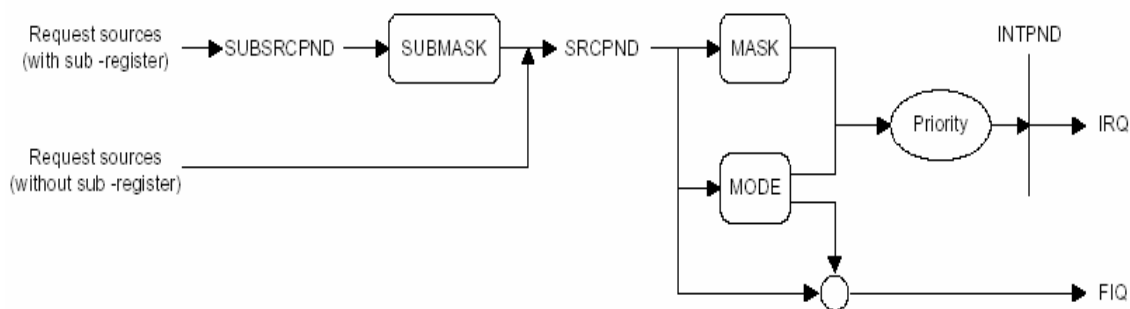 Request sources
(with sub -register)
SUBSRCPND
SUBMASK
SRCPND
MASK
INTPND
Priority
IRQ
Request sources
(without sub -register)
MODE
FIQ